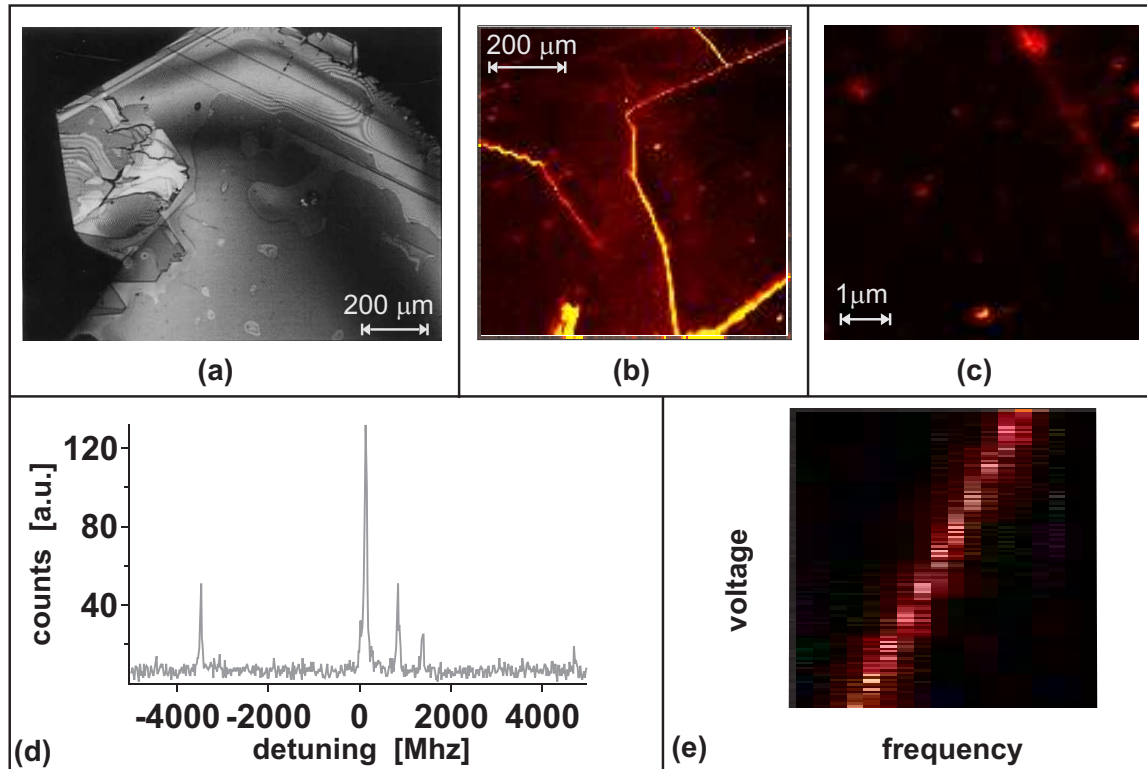 200 μm
(a)
200 μm
(b)
1μm
(c)
counts [a.u.]
120
80
40
-4000 -2000 0 2000 4000
detuning [Mhz]
(d)
voltage
frequency
(e)